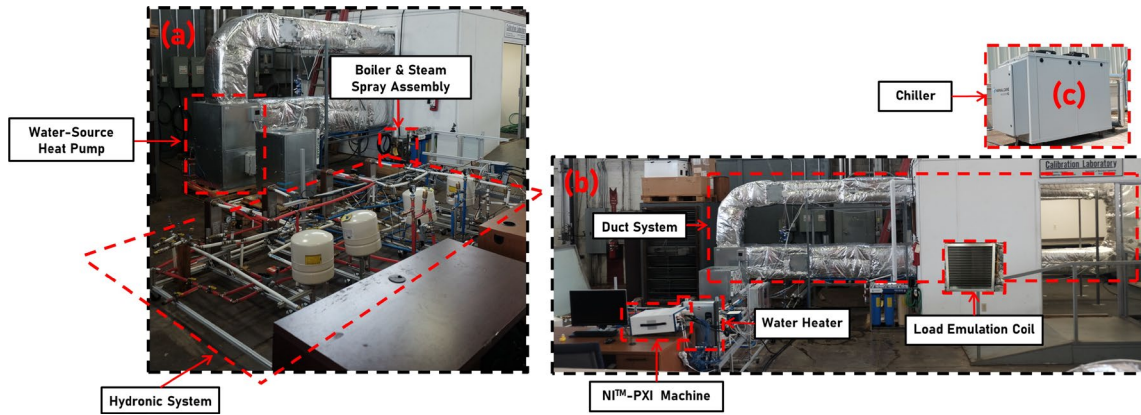 (a)
Boiler & Steam
Spray Assembly
Water-Source
Heat Pump
Hydronic System
Chiller
(c)
(b)
Calibration Laboratory
Duct System
Water Heater
Load Emulation Coil
NI™-PXI Machine